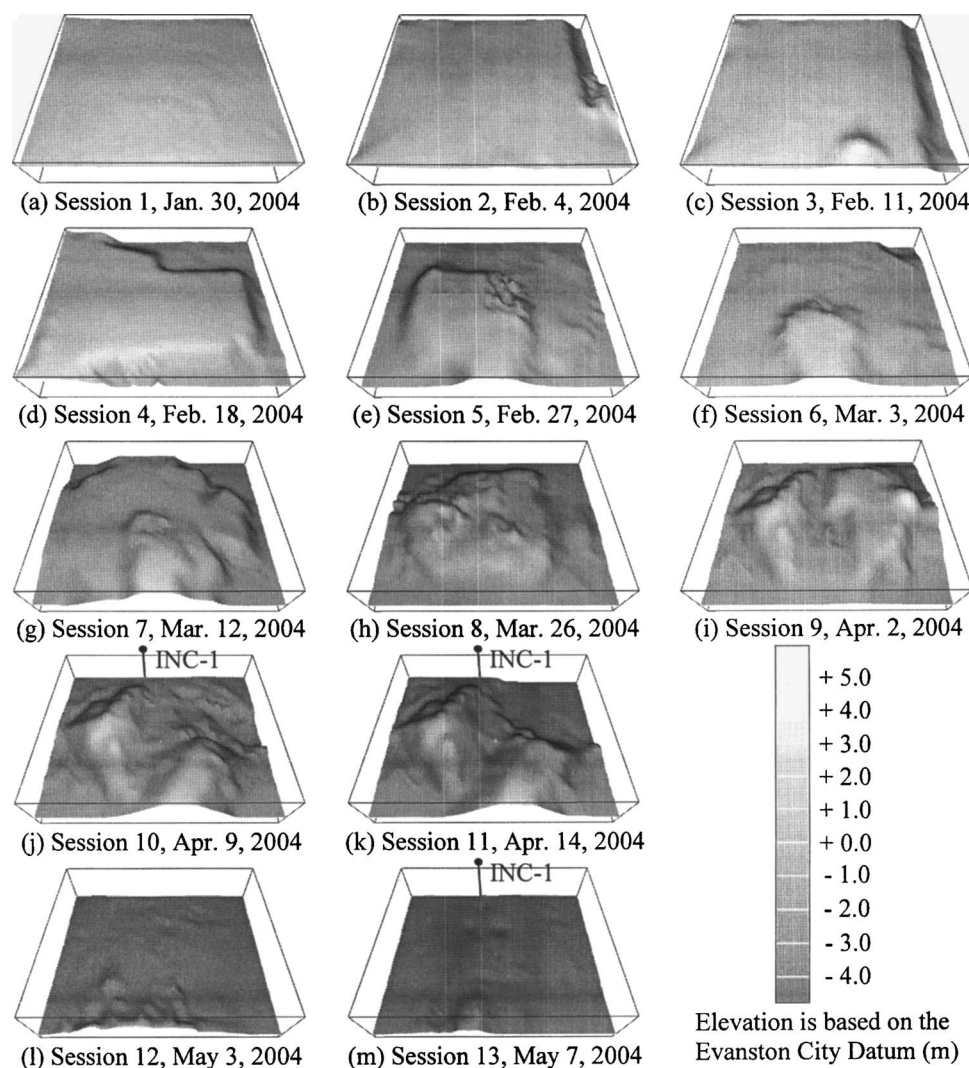 (a) Session 1, Jan. 30, 2004
(b) Session 2, Feb. 4, 2004
(c) Session 3, Feb. 11, 2004
(d) Session 4, Feb. 18, 2004
(e) Session 5, Feb. 27, 2004
(f) Session 6, Mar. 3, 2004
(g) Session 7, Mar. 12, 2004
(h) Session 8, Mar. 26, 2004
(i) Session 9, Apr. 2, 2004
INC-1
INC-1
(j) Session 10, Apr. 9, 2004
(k) Session 11, Apr. 14, 2004
INC-1
(l) Session 12, May 3, 2004
(m) Session 13, May 7, 2004
+ 5.0
+ 4.0
+ 3.0
+ 2.0
+ 1.0
+ 0.0
- 1.0
- 2.0
- 3.0
- 4.0
Elevation is based on the
Evanston City Datum (m)